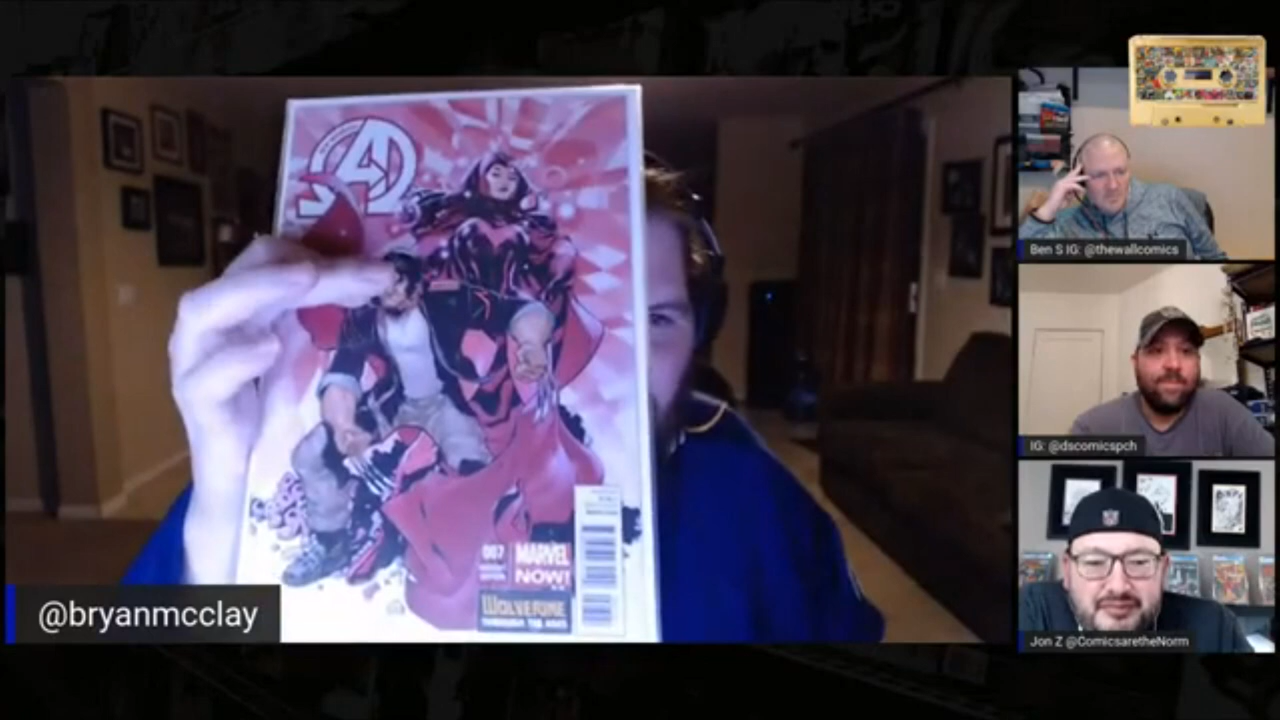 A
007
MARVEL
NOW!
WOLVERINE
THROUGH THE AGES
@bryanmcclay
Ben S IG: @thewallcomics
IG: @dscomicspch
Jon Z @ComicsaretheNorm